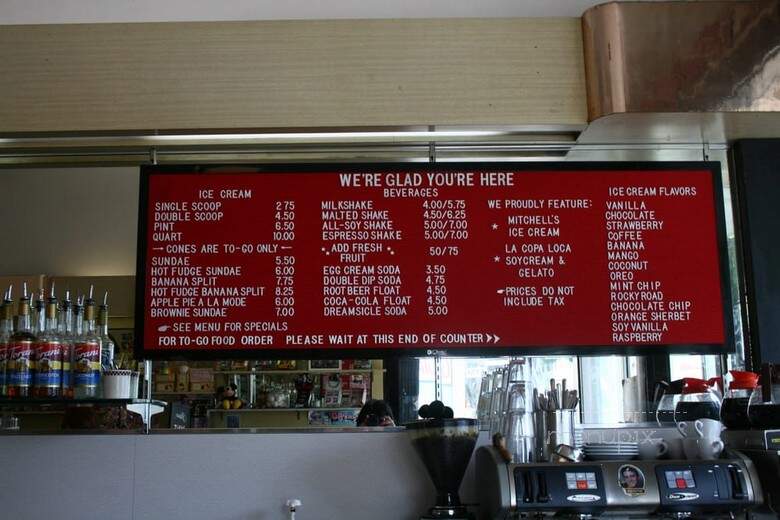 WE'RE GLAD YOU'RE HERE
ICE CREAM
SINGLE SCOOP 2.75
DOUBLE SCOOP 4.50
PINT 6.50
QUART 10.00
→ CONES ARE TO-GO ONLY ←
SUNDAE 5.50
HOT FUDGE SUNDAE 6.00
BANANA SPLIT 7.75
HOT FUDGE BANANA SPLIT 8.25
APPLE PIE A LA MODE 6.00
BROWNIE SUNDAE 7.00
☛ SEE MENU FOR SPECIALS
BEVERAGES
MILKSHAKE 4.00/5.75
MALTED SHAKE 4.50/6.25
ALL-SOY SHAKE 5.00/7.00
ESPRESSO SHAKE 5.00/7.00
ADD FRESH
FRUIT 50/75
EGG CREAM SODA 3.50
DOUBLE DIP SODA 4.75
ROOT BEER FLOAT 4.50
COCA-COLA FLOAT 4.50
DREAMSICLE SODA 5.00
WE PROUDLY FEATURE:
* MITCHELL'S
ICE CREAM
LA COPA LOCA
* SOYCREAM &
GELATO
☛ PRICES DO NOT
INCLUDE TAX
ICE CREAM FLAVORS
VANILLA
CHOCOLATE
STRAWBERRY
COFFEE
BANANA
MANGO
COCONUT
OREO
MINT CHIP
ROCKY ROAD
CHOCOLATE CHIP
ORANGE SHERBET
SOY VANILLA
RASPBERRY
FOR TO-GO FOOD ORDER PLEASE WAIT AT THIS END OF COUNTER
Torani
menupix